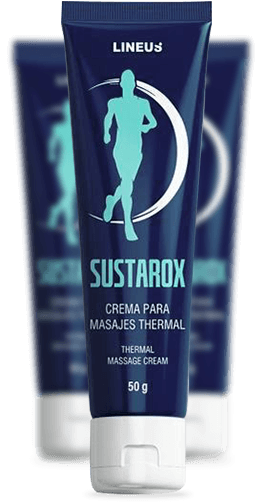 LINEUS
SUSTAROX
CREMA PARA
MASAJES THERMAL
THERMAL
MASSAGE CREAM
50 g